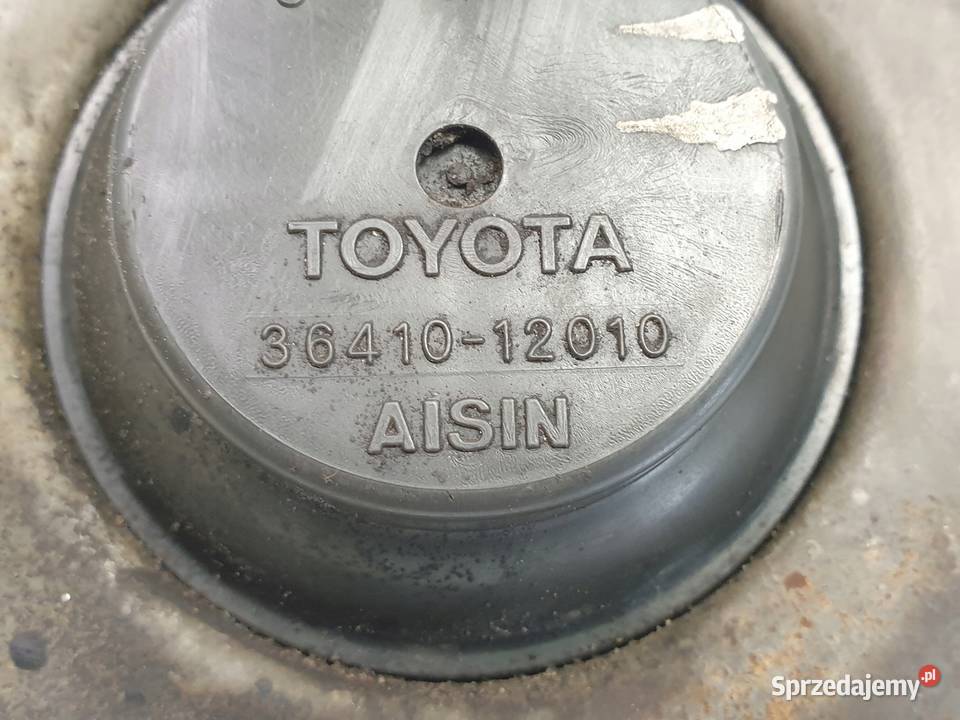 TOYOTA
36410-12010
AISIN
Sprzedajemy.pl